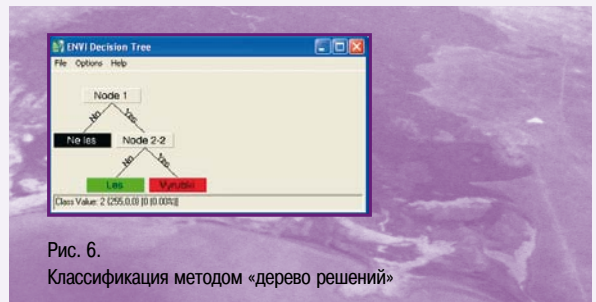 ENVI Decision Tree
File Options Help
Node 1
No Yes
Ne les Node 2-2
No Yes
Les Vyrubki
Class Value: 2 (255,0,0) [0 (0.00%)]
Рис. 6.
Классификация методом «дерево решений»